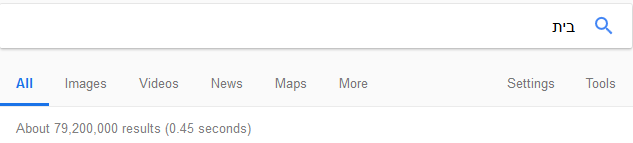 בית
All Images Videos News Maps More Settings Tools
About 79,200,000 results (0.45 seconds)